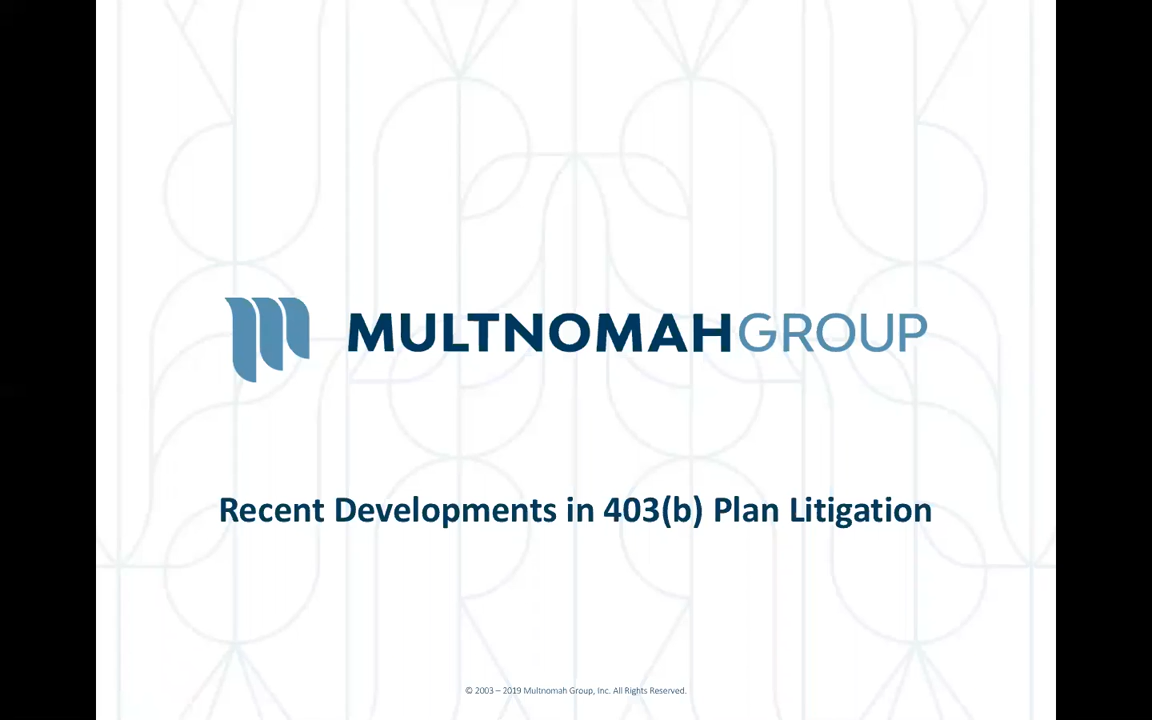 MULTNOMAHGROUP
Recent Developments in 403(b) Plan Litigation
© 2003 – 2019 Multnomah Group, Inc. All Rights Reserved.